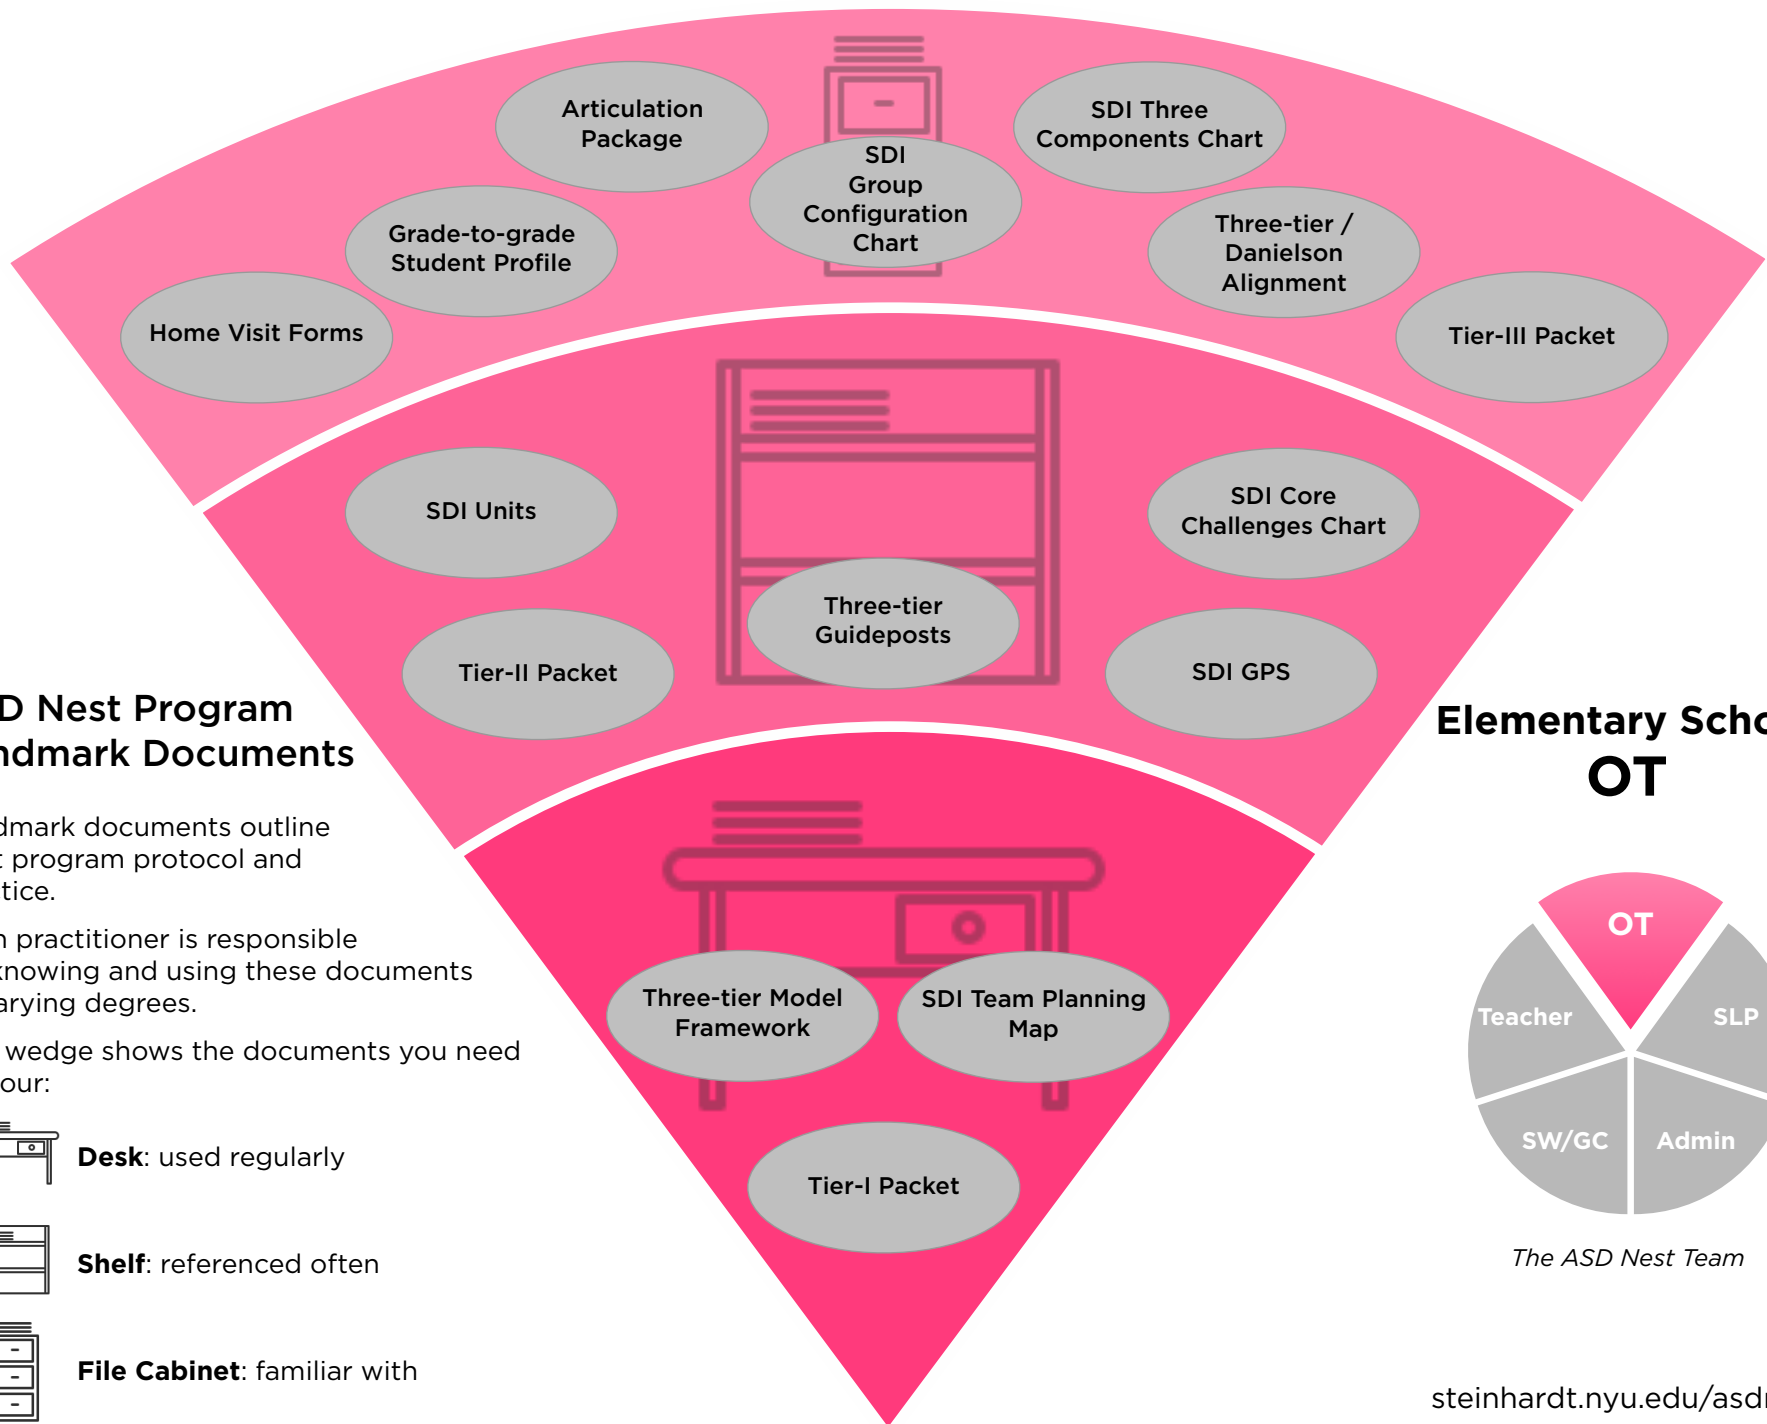 Articulation
Package
SDI
Group
Configuration
Chart
SDI Three
Components Chart
Grade-to-grade
Student Profile
Three-tier /
Danielson
Alignment
Home Visit Forms
Tier-III Packet
SDI Units
SDI Core
Challenges Chart
Three-tier
Guideposts
Tier-II Packet
SDI GPS
D Nest Program
ndmark Documents
dmark documents outline
t program protocol and
tice.
n practitioner is responsible
knowing and using these documents
arying degrees.
wedge shows the documents you need
our:
Desk: used regularly
Shelf: referenced often
File Cabinet: familiar with
Three-tier Model
Framework
SDI Team Planning
Map
Tier-I Packet
Elementary Scho
OT
OT
Teacher
SLP
SW/GC
Admin
The ASD Nest Team
steinhardt.nyu.edu/asd